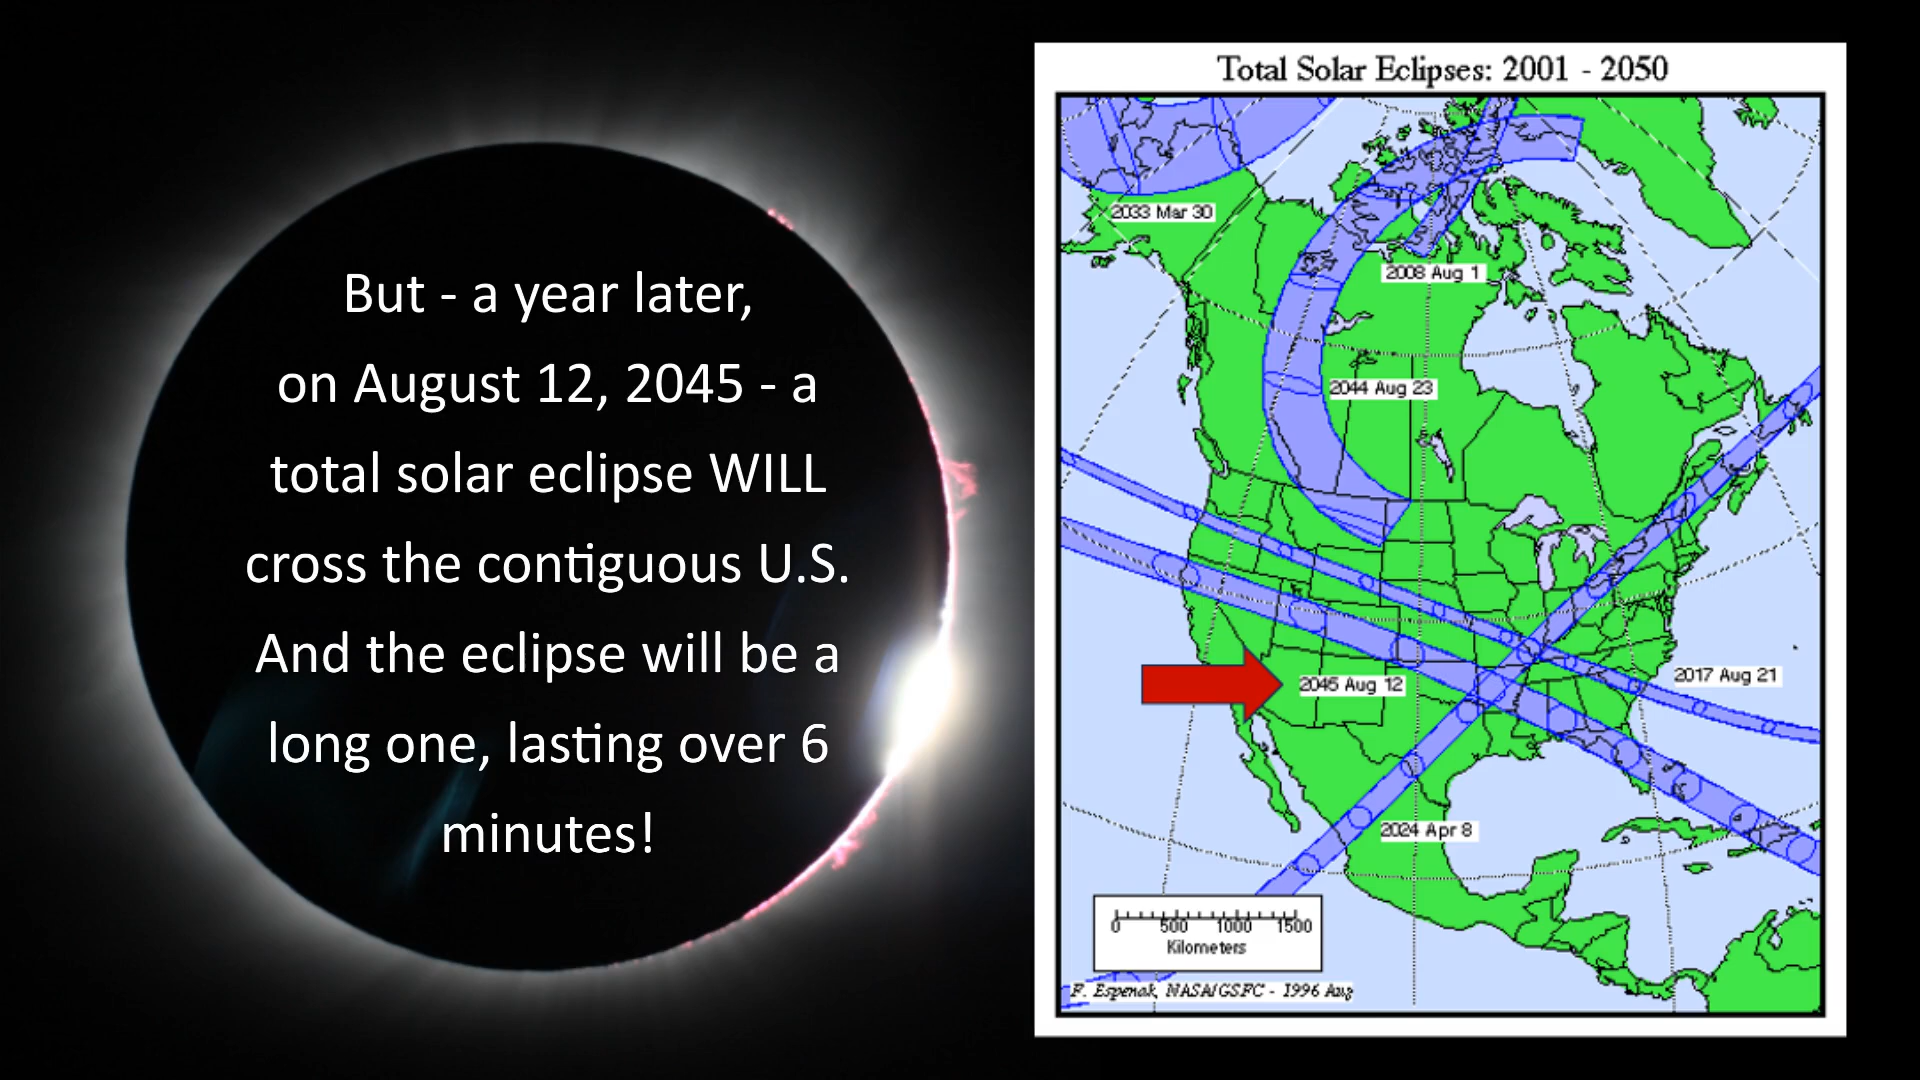 But - a year later,
on August 12, 2045 - a
total solar eclipse WILL
cross the contiguous U.S.
And the eclipse will be a
long one, lasting over 6
minutes!
Total Solar Eclipses: 2001 - 2050
2033 Mar 30
2008 Aug 1
2044 Aug 23
2017 Aug 21
2045 Aug 12
2024 Apr 8
0 500 1000 1500
Kilometers
F. Espenak, NASA/GSFC - 1996 Aug